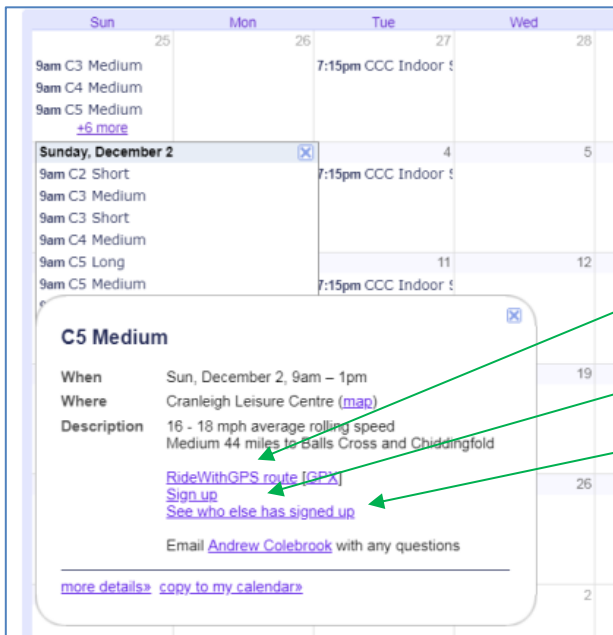 Sun Mon Tue Wed
25 26 27 28
9am C3 Medium 7:15pm CCC Indoor
9am C4 Medium
9am C5 Medium
+6 more
Sunday, December 2 4 5
9am C2 Short 7:15pm CCC Indoor
9am C3 Medium
9am C3 Short
9am C4 Medium
9am C5 Long 11 12
9am C5 Medium 7:15pm CCC Indoor
C5 Medium
When Sun, December 2, 9am – 1pm 19
Where Cranleigh Leisure Centre (map)
Description 16 - 18 mph average rolling speed
Medium 44 miles to Balls Cross and Chiddingfold
RideWithGPS route [GPX] 26
Sign up
See who else has signed up
Email Andrew Colebrook with any questions
more details» copy to my calendar» 2